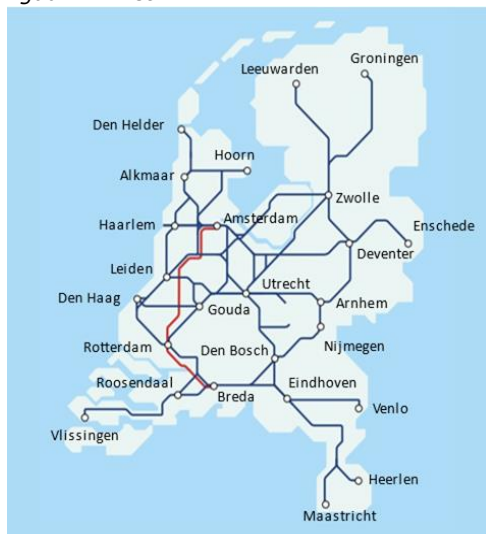 Groningen
Leeuwarden
Den Helder
Hoorn
Alkmaar
Zwolle
Haarlem
Amsterdam
Enschede
Deventer
Leiden
Utrecht
Den Haag
Gouda
Arnhem
Rotterdam
Den Bosch
Nijmegen
Roosendaal
Eindhoven
Breda
Venlo
Vlissingen
Heerlen
Maastricht